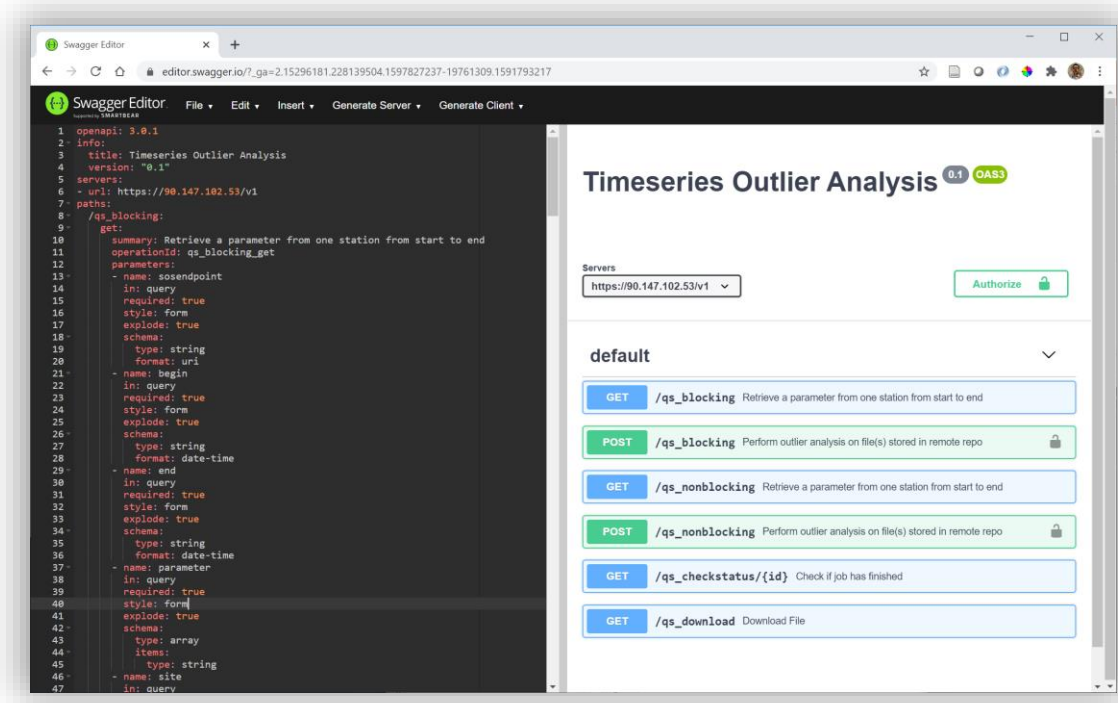 Swagger Editor
editor.swagger.io/?_ga=2.15296181.228139504.1597827237-19761309.1591793217
Swagger Editor. File Edit Insert Generate Server Generate Client
Supported by SMARTBEAR
1 openapi: 3.0.1
2 info:
3 title: Timeseries Outlier Analysis
4 version: "0.1"
5 servers:
6 - url: https://90.147.102.53/v1
7 paths:
8 /qs_blocking:
9 get:
10 summary: Retrieve a parameter from one station from start to end
11 operationId: qs_blocking_get
12 parameters:
13 - name: sosendpoint
14 in: query
15 required: true
16 style: form
17 explode: true
18 schema:
19 type: string
20 format: uri
21 - name: begin
22 in: query
23 required: true
24 style: form
25 explode: true
26 schema:
27 type: string
28 format: date-time
29 - name: end
30 in: query
31 required: true
32 style: form
33 explode: true
34 schema:
35 type: string
36 format: date-time
37 - name: parameter
38 in: query
39 required: true
40 style: form
41 explode: true
42 schema:
43 type: array
44 items:
45 type: string
46 - name: site
47 in: query
Timeseries Outlier Analysis 0.1 OAS3
Servers
https://90.147.102.53/v1
Authorize
default
GET /qs_blocking Retrieve a parameter from one station from start to end
POST /qs_blocking Perform outlier analysis on file(s) stored in remote repo
GET /qs_nonblocking Retrieve a parameter from one station from start to end
POST /qs_nonblocking Perform outlier analysis on file(s) stored in remote repo
GET /qs_checkstatus/{id} Check if job has finished
GET /qs_download Download File